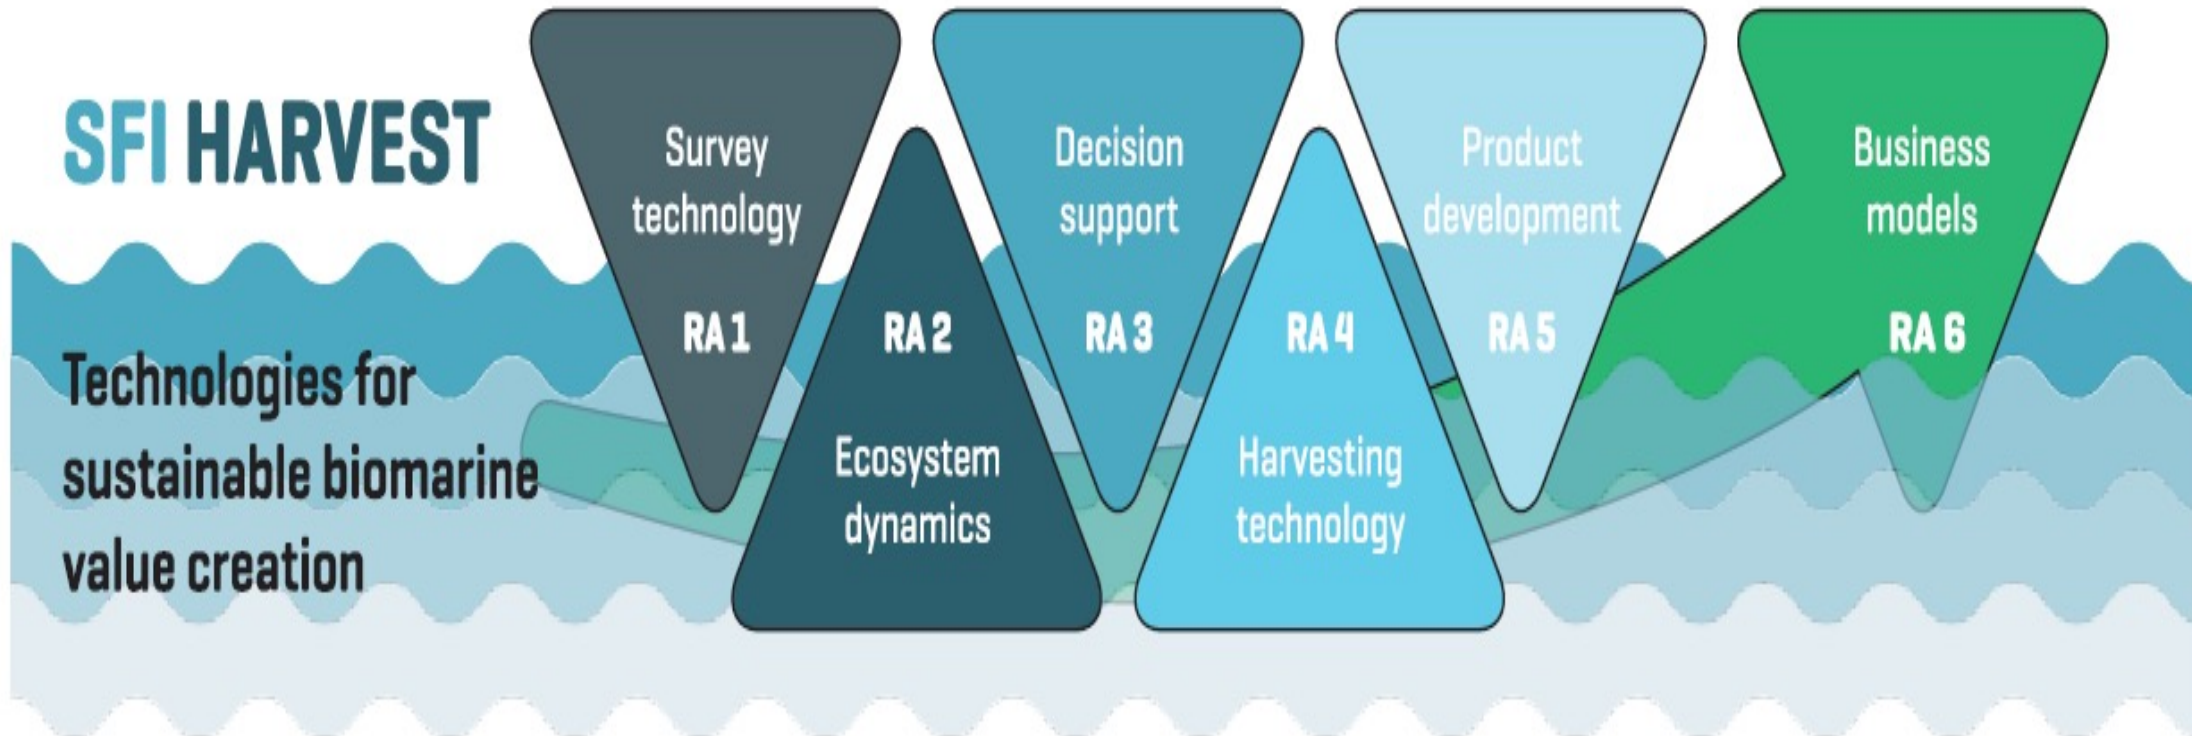 SFI HARVEST
Technologies for
sustainable biomarine
value creation
Survey
technology
RA 1
RA 2
Ecosystem
dynamics
Decision
support
RA 3
RA 4
Harvesting
technology
Product
development
RA 5
Business
models
RA 6